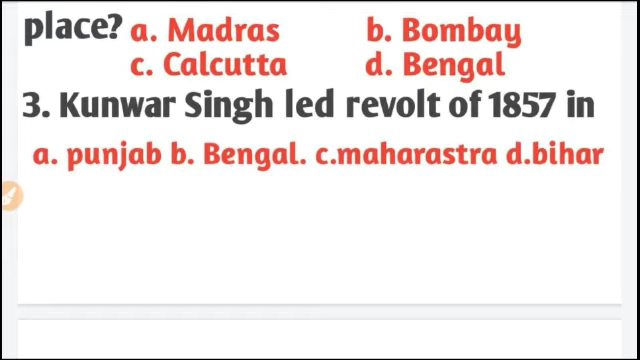 place? a. Madras b. Bombay
c. Calcutta d. Bengal
3. Kunwar Singh led revolt of 1857 in
a. punjab b. Bengal. c.maharastra d.bihar